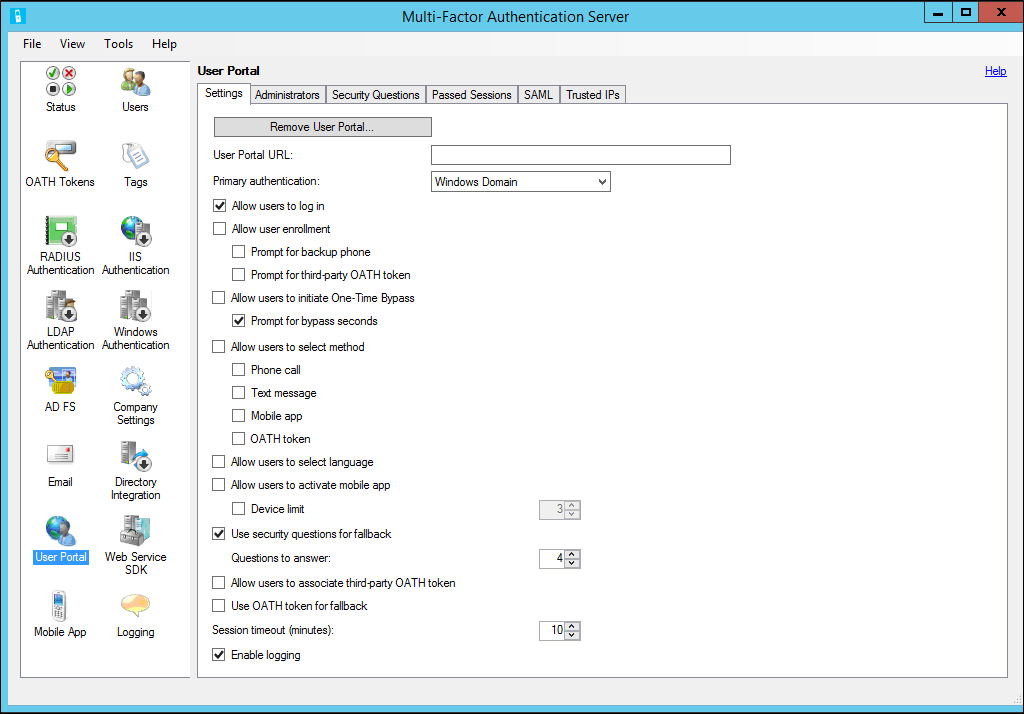 Multi-Factor Authentication Server
File View Tools Help
Status
Users
OATH Tokens
Tags
RADIUS
Authentication
IIS
Authentication
LDAP
Authentication
Windows
Authentication
AD FS
Company
Settings
Email
Directory
Integration
User Portal
Web Service
SDK
Mobile App
Logging
User Portal
Help
Settings Administrators Security Questions Passed Sessions SAML Trusted IPs
Remove User Portal...
User Portal URL:
Primary authentication: Windows Domain
Allow users to log in
Allow user enrollment
Prompt for backup phone
Prompt for third-party OATH token
Allow users to initiate One-Time Bypass
Prompt for bypass seconds
Allow users to select method
Phone call
Text message
Mobile app
OATH token
Allow users to select language
Allow users to activate mobile app
Device limit 3
Use security questions for fallback
Questions to answer: 4
Allow users to associate third-party OATH token
Use OATH token for fallback
Session timeout (minutes): 10
Enable logging